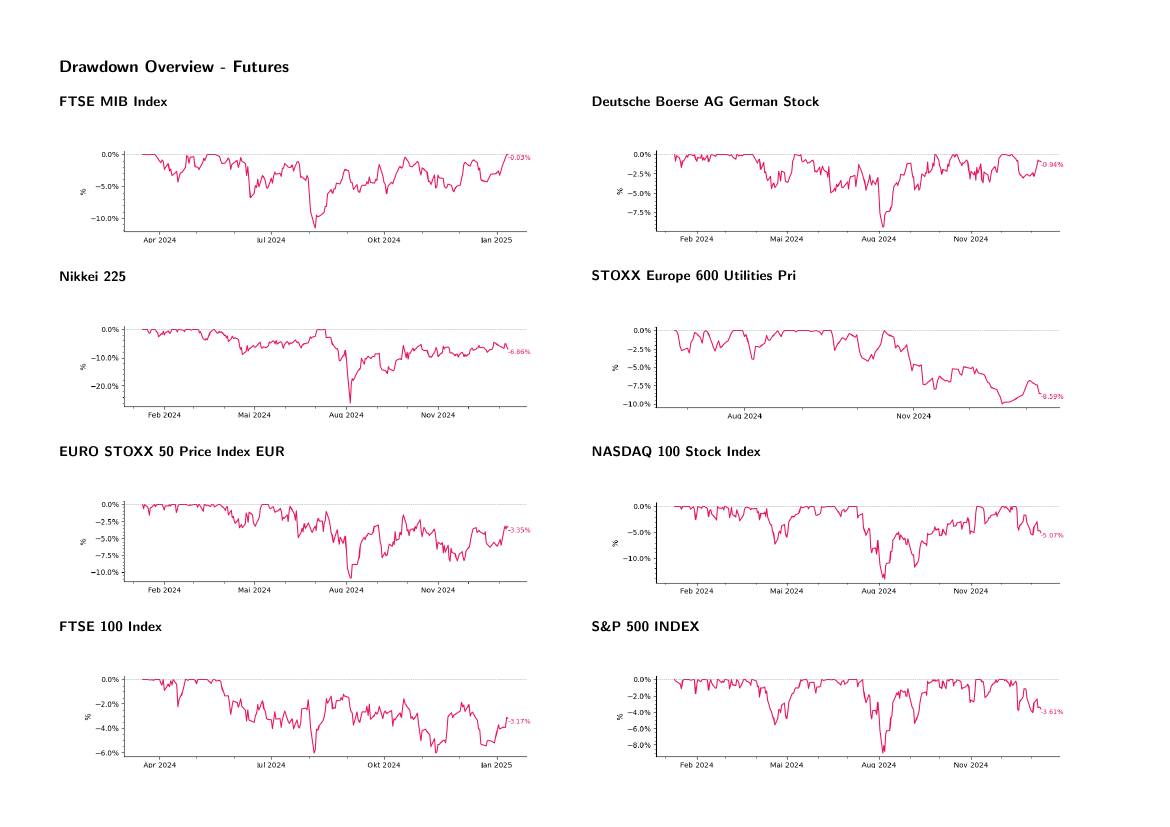 Drawdown Overview - Futures
FTSE MIB Index
0.0%
−5.0%
−10.0%
%
-0.03%
Apr 2024 Jul 2024 Okt 2024 Jan 2025
Deutsche Boerse AG German Stock
0.0%
−2.5%
−5.0%
−7.5%
%
-0.94%
Feb 2024 Mai 2024 Aug 2024 Nov 2024
Nikkei 225
0.0%
−10.0%
−20.0%
%
-6.86%
Feb 2024 Mai 2024 Aug 2024 Nov 2024
STOXX Europe 600 Utilities Pri
0.0%
−2.5%
−5.0%
−7.5%
−10.0%
%
-8.59%
Aug 2024 Nov 2024
EURO STOXX 50 Price Index EUR
0.0%
−2.5%
−5.0%
−7.5%
−10.0%
%
-3.35%
Feb 2024 Mai 2024 Aug 2024 Nov 2024
NASDAQ 100 Stock Index
0.0%
−5.0%
−10.0%
%
-5.07%
Feb 2024 Mai 2024 Aug 2024 Nov 2024
FTSE 100 Index
0.0%
−2.0%
−4.0%
−6.0%
%
-3.17%
Apr 2024 Jul 2024 Okt 2024 Jan 2025
S&P 500 INDEX
0.0%
−2.0%
−4.0%
−6.0%
−8.0%
%
-3.61%
Feb 2024 Mai 2024 Aug 2024 Nov 2024